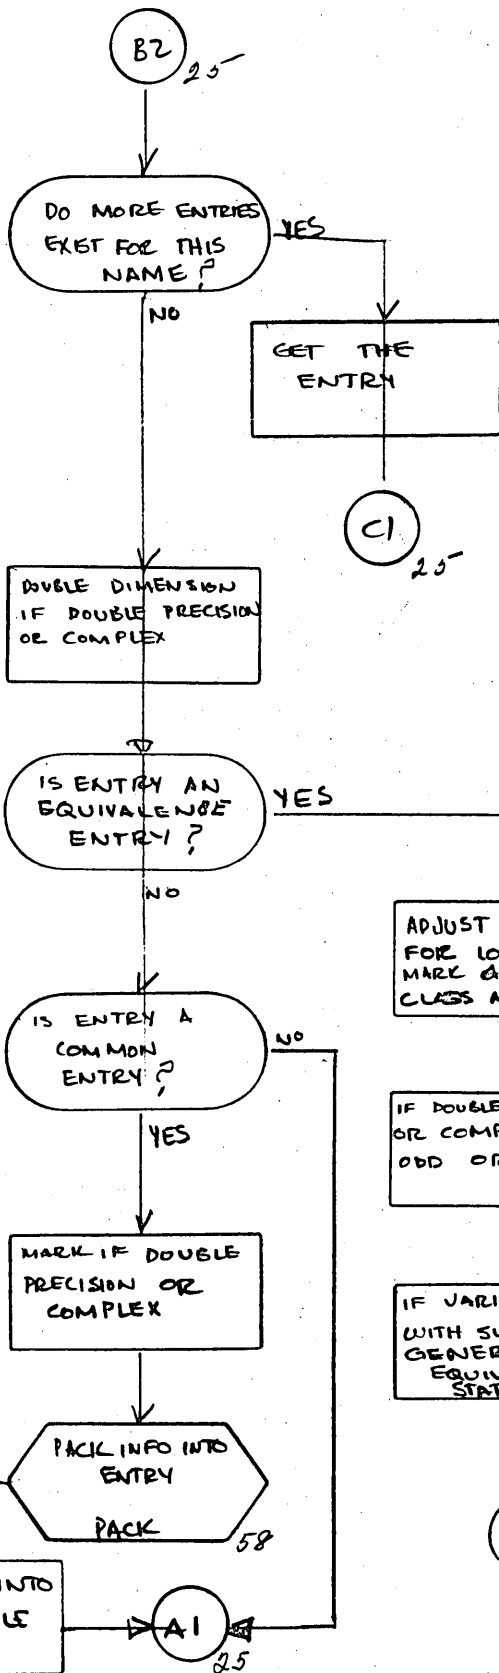 B2
25
DO MORE ENTRIES
EXIST FOR THIS
NAME?
YES
NO
GET THE
ENTRY
C1
25
DOUBLE DIMENSION
IF DOUBLE PRECISION
OR COMPLEX
IS ENTRY AN
EQUIVALENCE
ENTRY?
YES
NO
ADJUST
FOR LO
MARK
CLASS A
IS ENTRY A
COMMON
ENTRY?
NO
YES
IF DOUBLE
OR COMP
ODD OR
MARK IF DOUBLE
PRECISION OR
COMPLEX
IF VARI
WITH SU
GENER
EQUIV
STAT
PACK INFO INTO
ENTRY
PACK
58
INTO
LE
A1
25